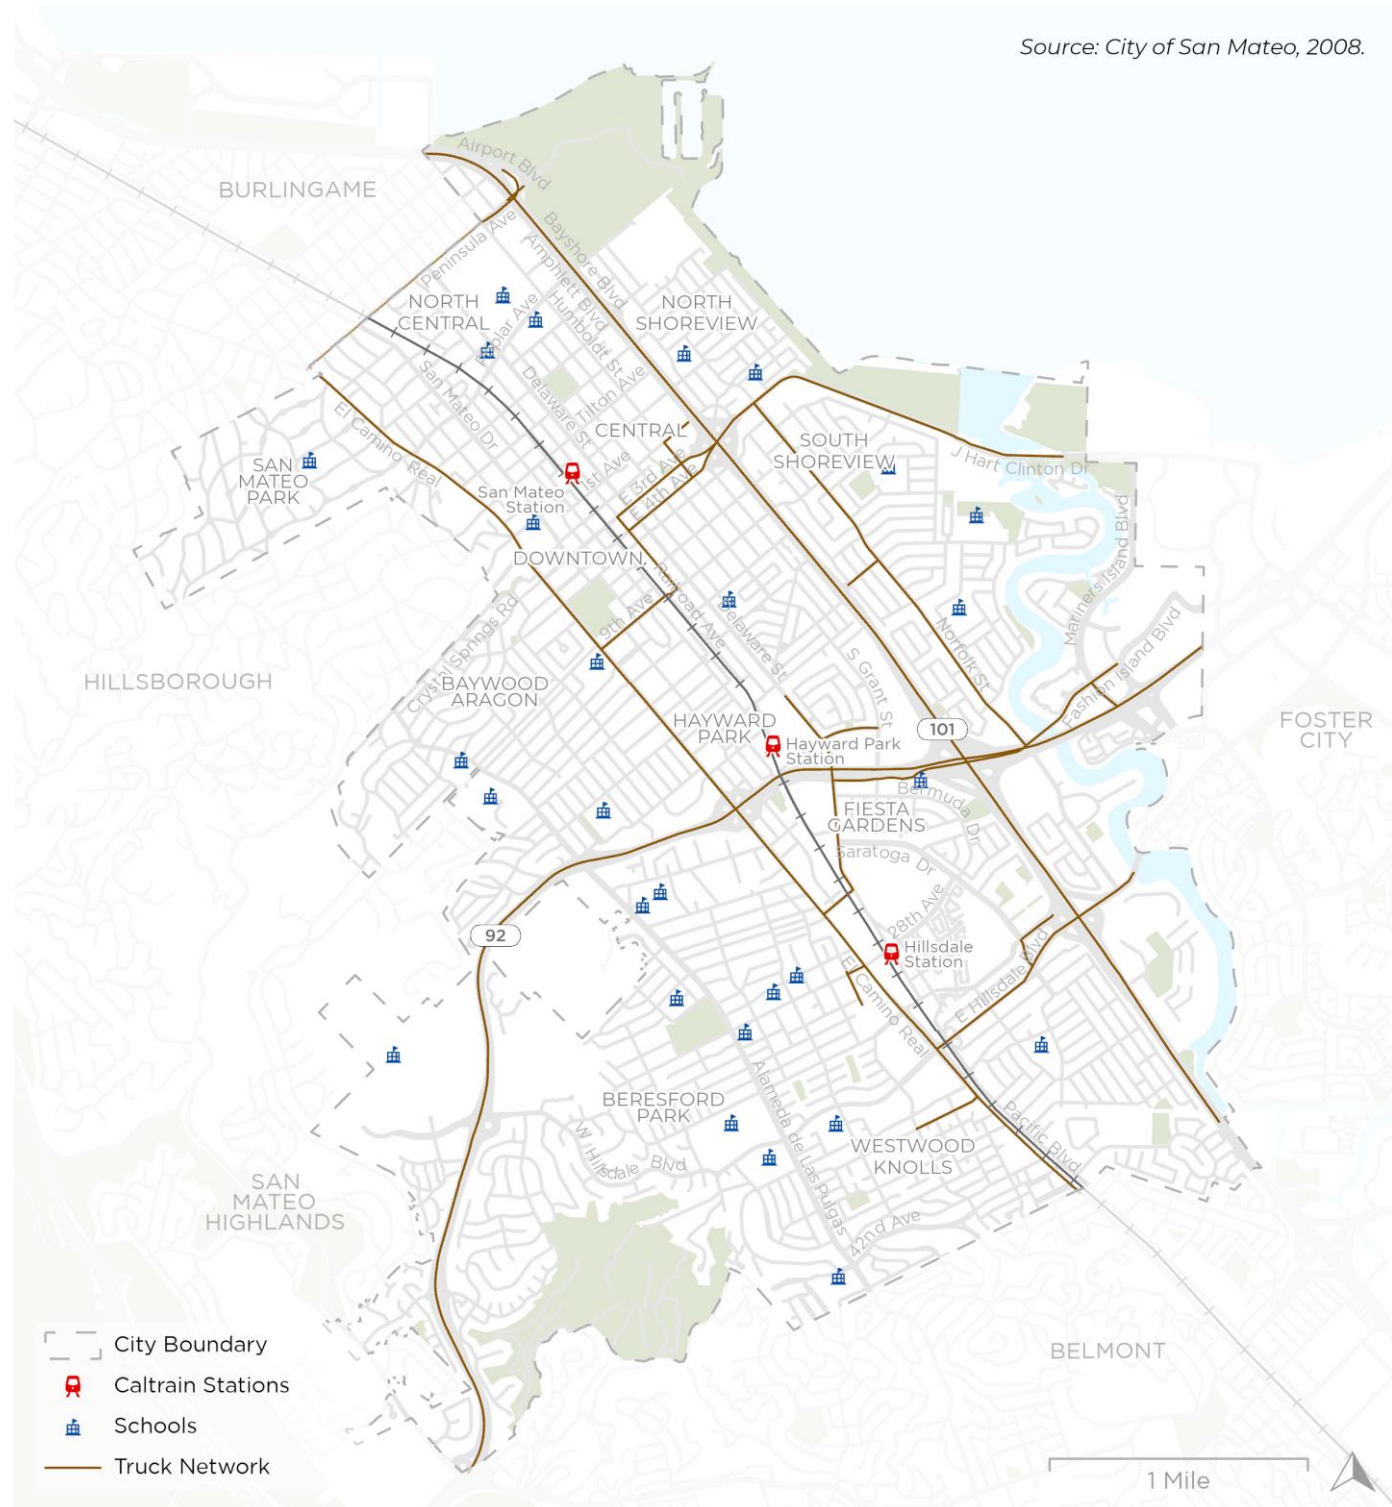 Source: City of San Mateo, 2008.
Airport Blvd
BURLINGAME
Peninsula Ave
Bayshore Blvd
Amphlett Blvd
Humboldt St
NORTH
CENTRAL
NORTH
SHOREVIEW
Poplar Ave
San Mateo Dr
Delaware St
Tilton Ave
El Camino Real
CENTRAL
SOUTH
SHOREVIEW
J Hart Clinton Dr
SAN
MATEO
PARK
1st Ave
E 3rd Ave
E 4th Ave
San Mateo
Station
DOWNTOWN
Mariners Island Blvd
Railroad Ave
9th Ave
Delaware St
Crystal Springs Rd
HILLSBOROUGH
BAYWOOD
ARAGON
S Grant St
Norfolk St
Fashion Island Blvd
HAYWARD
PARK
Hayward Park
Station
101
FOSTER
CITY
Bermuda Dr
FIESTA
GARDENS
Saratoga Dr
28th Ave
92
Hillsdale
Station
El Camino Real
E Hillsdale Blvd
BERESFORD
PARK
Alameda de Las Pulgas
W Hillsdale Blvd
Pacific Blvd
WESTWOOD
KNOLLS
SAN
MATEO
HIGHLANDS
42nd Ave
BELMONT
City Boundary
Caltrain Stations
Schools
Truck Network
1 Mile